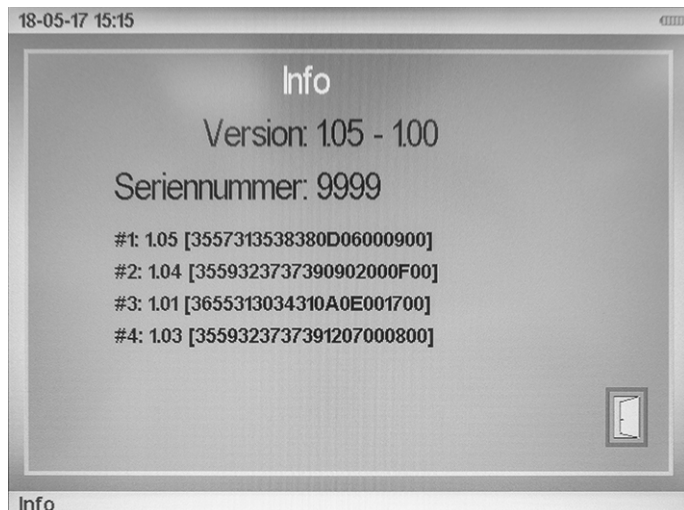 18-05-17 15:15
Info
Version: 1.05 - 1.00
Seriennummer: 9999
#1: 1.05 [3557313538380D06000900]
#2: 1.04 [3559323737390902000F00]
#3: 1.01 [3655313034310A0E001700]
#4: 1.03 [3559323737391207000800]
Info